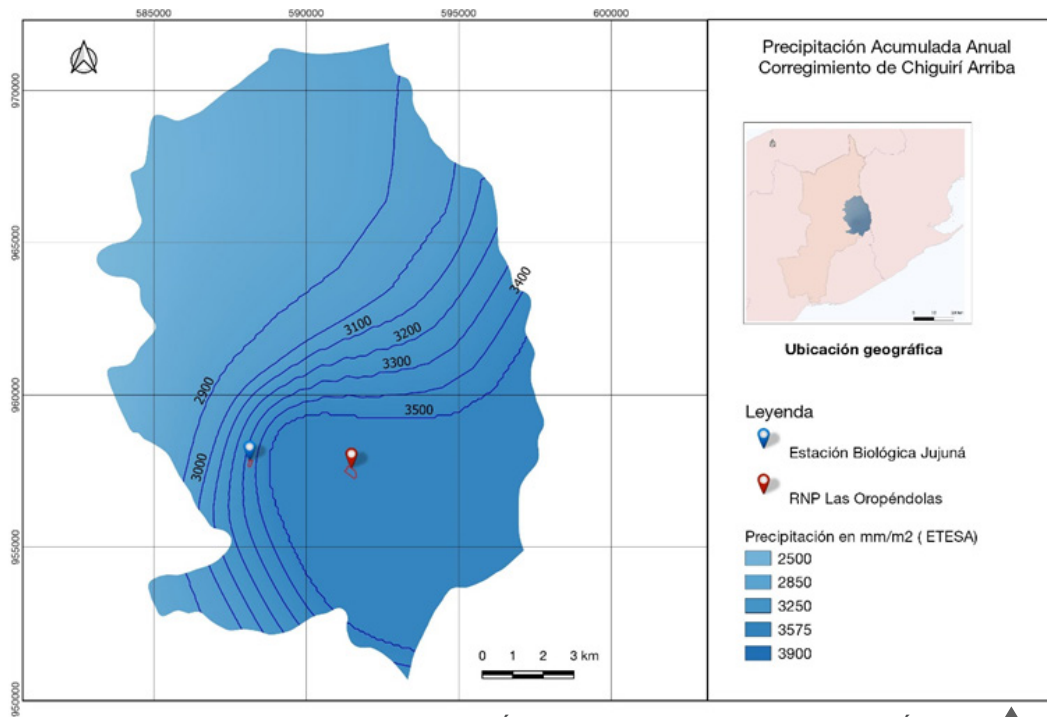 585000
590000
595000
600000
970000
965000
960000
955000
950000
2900
3000
3100
3200
3300
3400
3500
0 1 2 3 km
Precipitación Acumulada Anual
Corregimiento de Chiguirí Arriba
Ubicación geográfica
Leyenda
Estación Biológica Jujuná
RNP Las Oropéndolas
Precipitación en mm/m2 ( ETESA)
2500
2850
3250
3575
3900